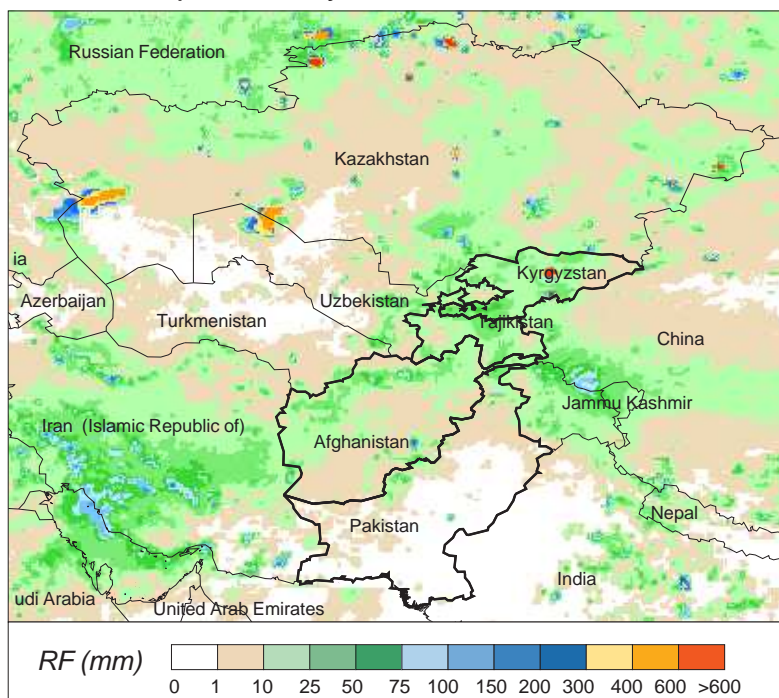 Russian Federation
Kazakhstan
ia
Kyrgyzstan
Azerbaijan
Uzbekistan
Turkmenistan
Tajikistan
China
Jammu Kashmir
Iran (Islamic Republic of)
Afghanistan
Nepal
Pakistan
India
udi Arabia
United Arab Emirates
RF (mm)
0 1 10 25 50 75 100 150 200 300 400 600 >600